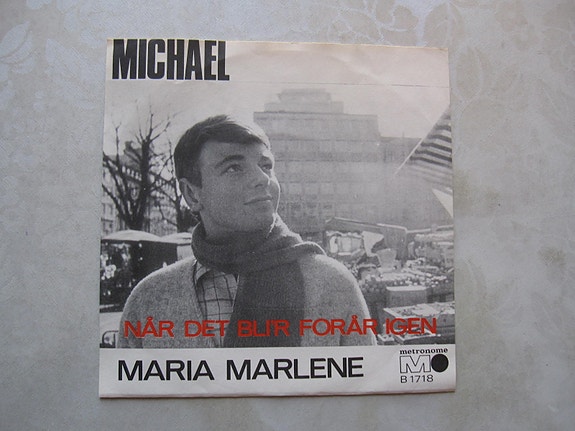 MICHAEL
NÅR DET BLI'R FORÅR IGEN
MARIA MARLENE
metronome
M
B 1718